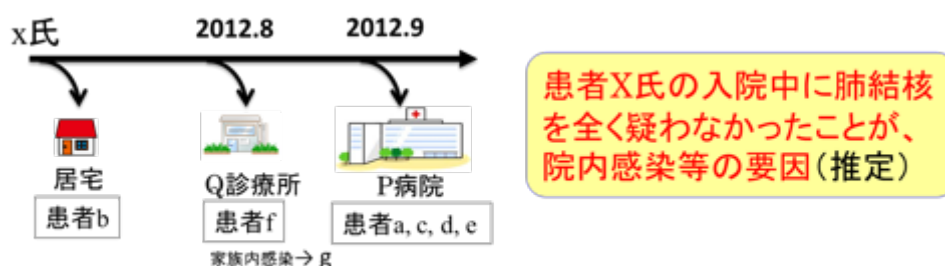 x氏
2012.8
2012.9
居宅
Q診療所
P病院
患者b
患者f
患者a, c, d, e
家族内感染→ g
患者X氏の入院中に肺結核
を全く疑わなかったことが、
院内感染等の要因(推定)